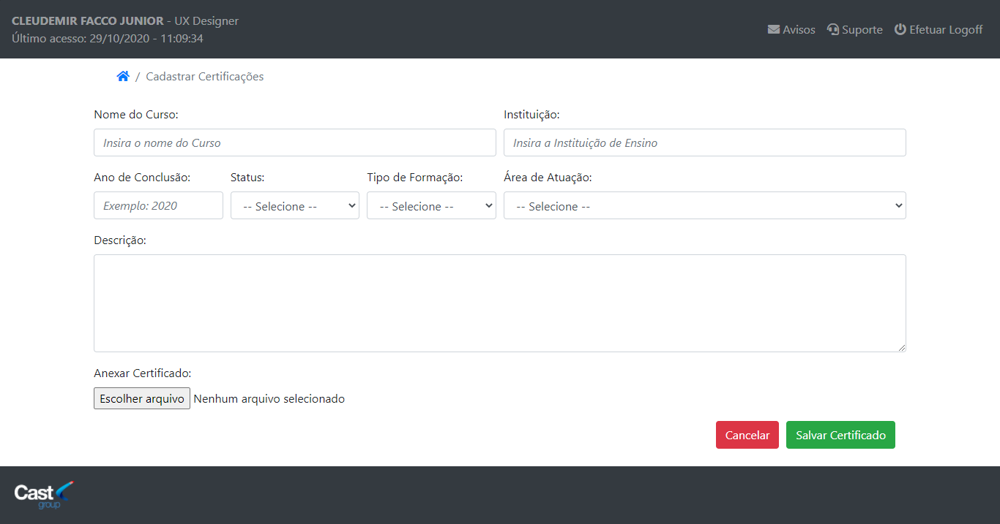 CLEUDEMIR FACCO JUNIOR - UX Designer
Último acesso: 29/10/2020 - 11:09:34
Avisos Suporte Efetuar Logoff
/ Cadastrar Certificações
Nome do Curso: Instituição:
Insira o nome do Curso Insira a Instituição de Ensino
Ano de Conclusão: Status: Tipo de Formação: Área de Atuação:
Exemplo: 2020 -- Selecione -- -- Selecione -- -- Selecione --
Descrição:
Anexar Certificado:
Escolher arquivo Nenhum arquivo selecionado
Cancelar Salvar Certificado
Cast
group